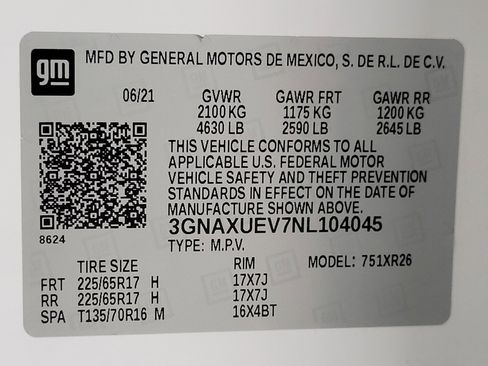 gm MFD BY GENERAL MOTORS DE MEXICO, S. DE R.L. DE C.V.
06/21 GVWR GAWR FRT GAWR RR
2100 KG 1175 KG 1200 KG
4630 LB 2590 LB 2645 LB
THIS VEHICLE CONFORMS TO ALL
APPLICABLE U.S. FEDERAL MOTOR
VEHICLE SAFETY AND THEFT PREVENTION
STANDARDS IN EFFECT ON THE DATE OF
MANUFACTURE SHOWN ABOVE.
3GNAXUEV7NL104045
8624
TYPE: M.P.V.
TIRE SIZE RIM MODEL: 751XR26
FRT 225/65R17 H 17X7J
RR 225/65R17 H 17X7J
SPA T135/70R16 M 16X4BT